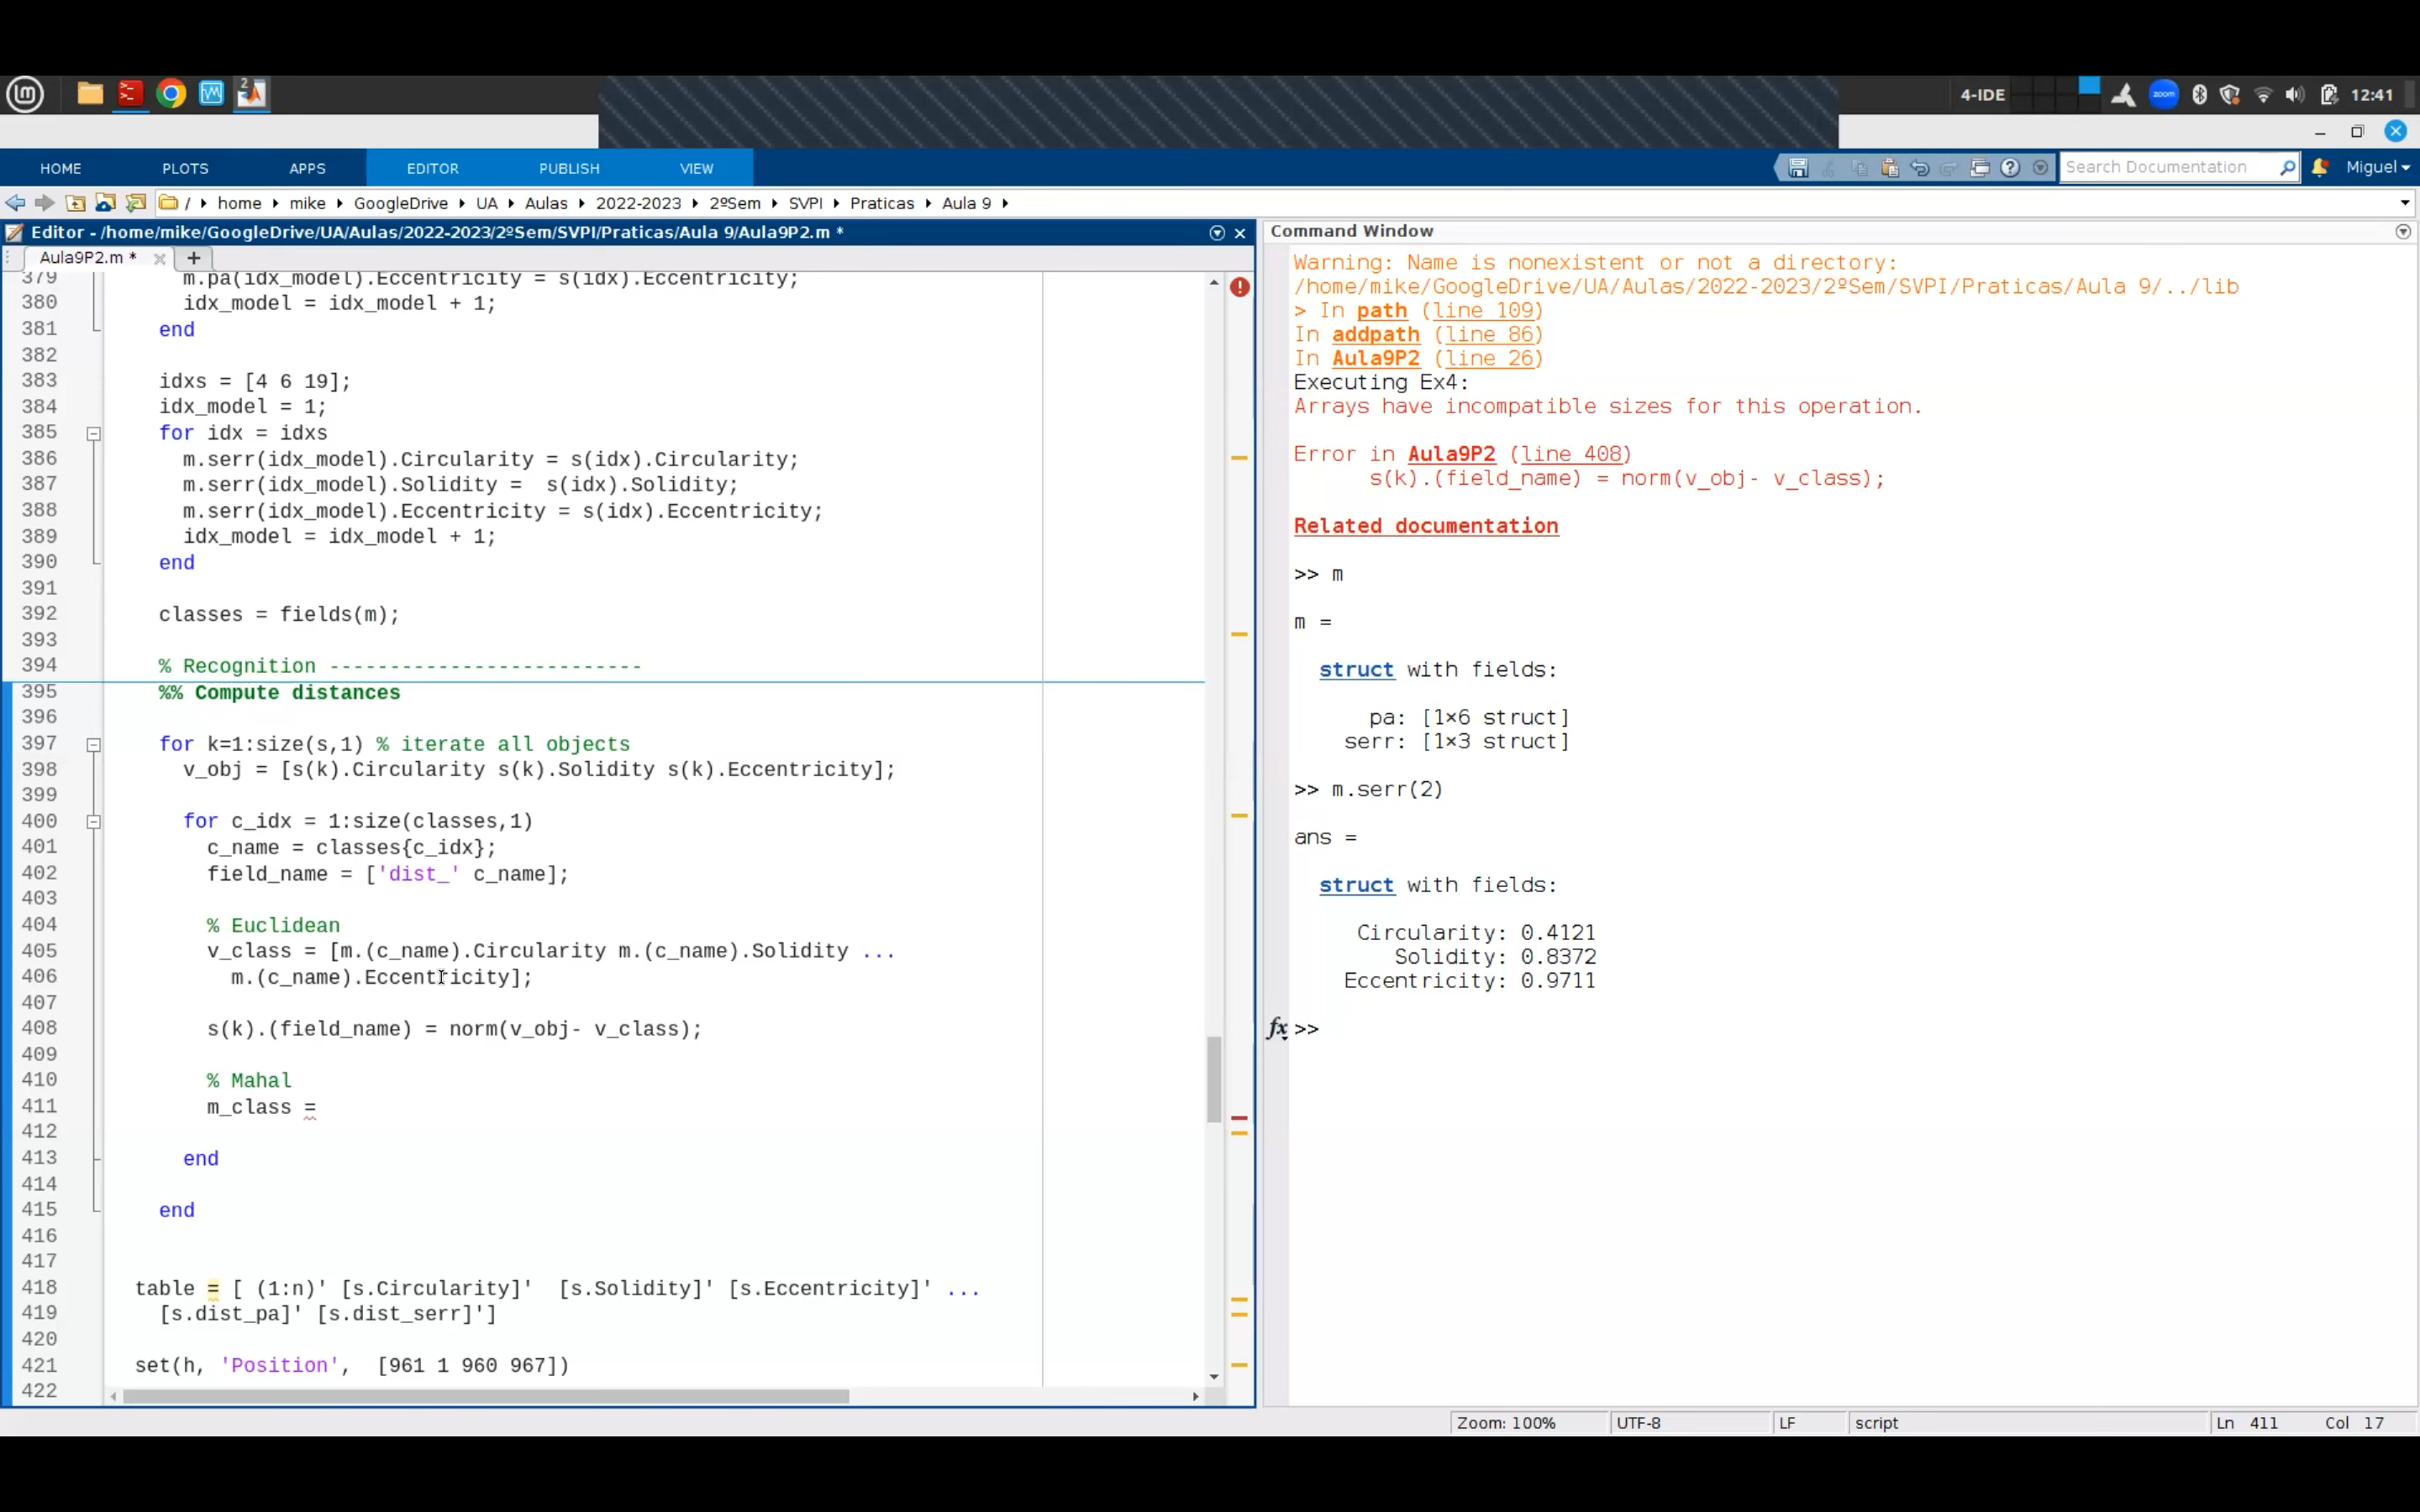 4-IDE
zoom
12:41
HOME PLOTS APPS EDITOR PUBLISH VIEW
Search Documentation
Miguel
/ home mike GoogleDrive UA Aulas 2022-2023 2ºSem SVPI Praticas Aula 9
Editor - /home/mike/GoogleDrive/UA/Aulas/2022-2023/2ºSem/SVPI/Praticas/Aula 9/Aula9P2.m *
Aula9P2.m *
379 m.pa(idx_model).Eccentricity = s(idx).Eccentricity;
380 idx_model = idx_model + 1;
381 end
382
383 idxs = [4 6 19];
384 idx_model = 1;
385 for idx = idxs
386 m.serr(idx_model).Circularity = s(idx).Circularity;
387 m.serr(idx_model).Solidity =  s(idx).Solidity;
388 m.serr(idx_model).Eccentricity = s(idx).Eccentricity;
389 idx_model = idx_model + 1;
390 end
391
392 classes = fields(m);
393
394 % Recognition --------------------------
395 %% Compute distances
396
397 for k=1:size(s,1) % iterate all objects
398 v_obj = [s(k).Circularity s(k).Solidity s(k).Eccentricity];
399
400 for c_idx = 1:size(classes,1)
401 c_name = classes{c_idx};
402 field_name = ['dist_' c_name];
403
404 % Euclidean
405 v_class = [m.(c_name).Circularity m.(c_name).Solidity ...
406 m.(c_name).Eccentricity];
407
408 s(k).(field_name) = norm(v_obj- v_class);
409
410 % Mahal
411 m_class =
412
413 end
414
415 end
416
417
418 table = [ (1:n)' [s.Circularity]'  [s.Solidity]' [s.Eccentricity]' ...
419 [s.dist_pa]' [s.dist_serr]']
420
421 set(h, 'Position',  [961 1 960 967])
422
Command Window
Warning: Name is nonexistent or not a directory:
/home/mike/GoogleDrive/UA/Aulas/2022-2023/2ºSem/SVPI/Praticas/Aula 9/../lib
> In path (line 109)
In addpath (line 86)
In Aula9P2 (line 26)
Executing Ex4:
Arrays have incompatible sizes for this operation.
Error in Aula9P2 (line 408)
s(k).(field_name) = norm(v_obj- v_class);
Related documentation
>> m
m =
struct with fields:
pa: [1×6 struct]
serr: [1×3 struct]
>> m.serr(2)
ans =
struct with fields:
Circularity: 0.4121
Solidity: 0.8372
Eccentricity: 0.9711
fx >>
Zoom: 100% UTF-8 LF script Ln 411 Col 17